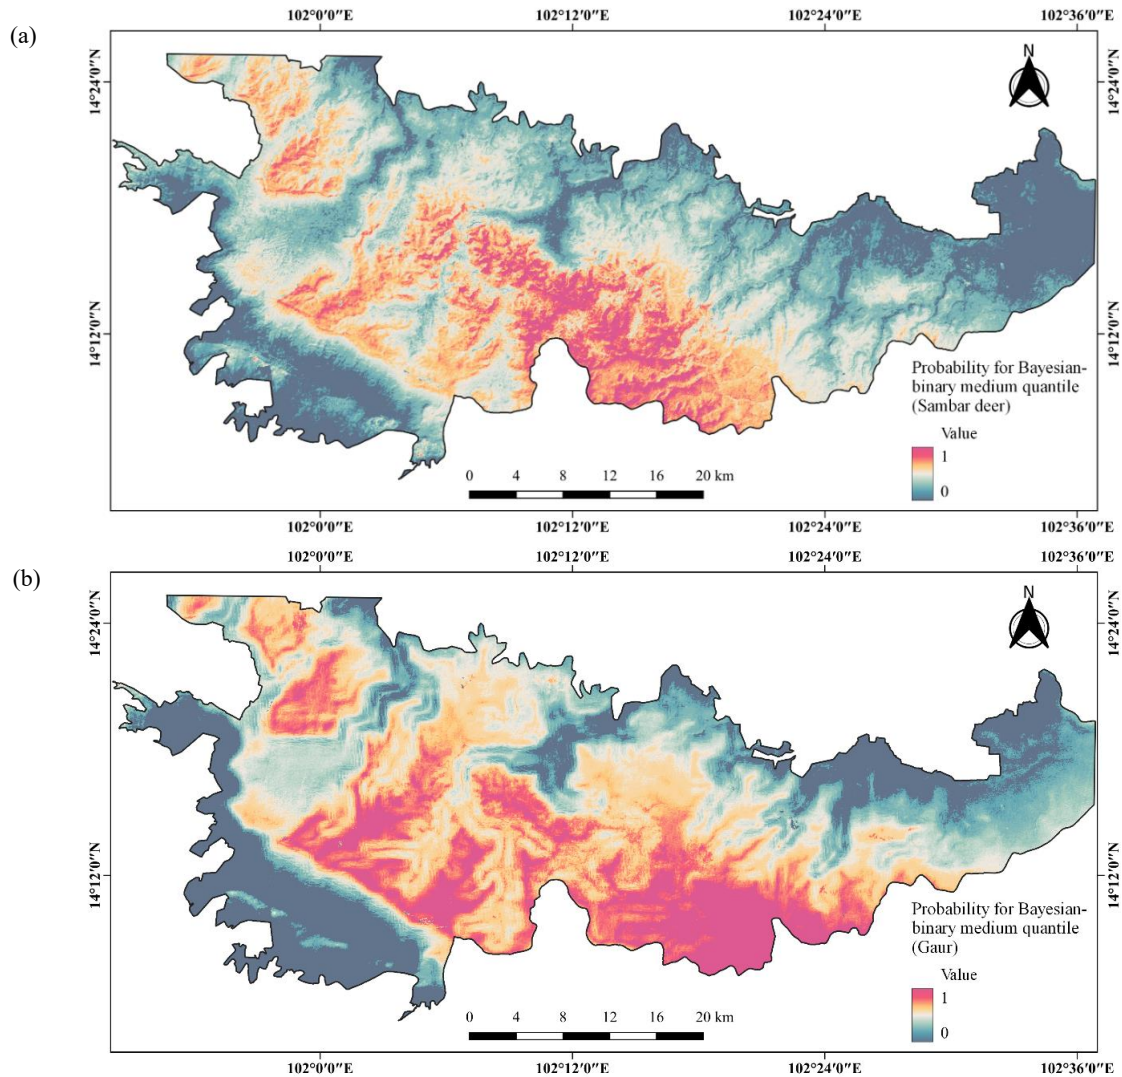 (a)
102°0′0″E 102°12′0″E 102°24′0″E 102°36′0″E
14°24′0″N
14°24′0″N
N
14°12′0″N
14°12′0″N
Probability for Bayesian-
binary medium quantile
(Sambar deer)
Value
1
0
0 4 8 12 16 20 km
102°0′0″E 102°12′0″E 102°24′0″E 102°36′0″E
(b)
102°0′0″E 102°12′0″E 102°24′0″E 102°36′0″E
14°24′0″N
14°24′0″N
N
14°12′0″N
14°12′0″N
Probability for Bayesian-
binary medium quantile
(Gaur)
Value
1
0
0 4 8 12 16 20 km
102°0′0″E 102°12′0″E 102°24′0″E 102°36′0″E